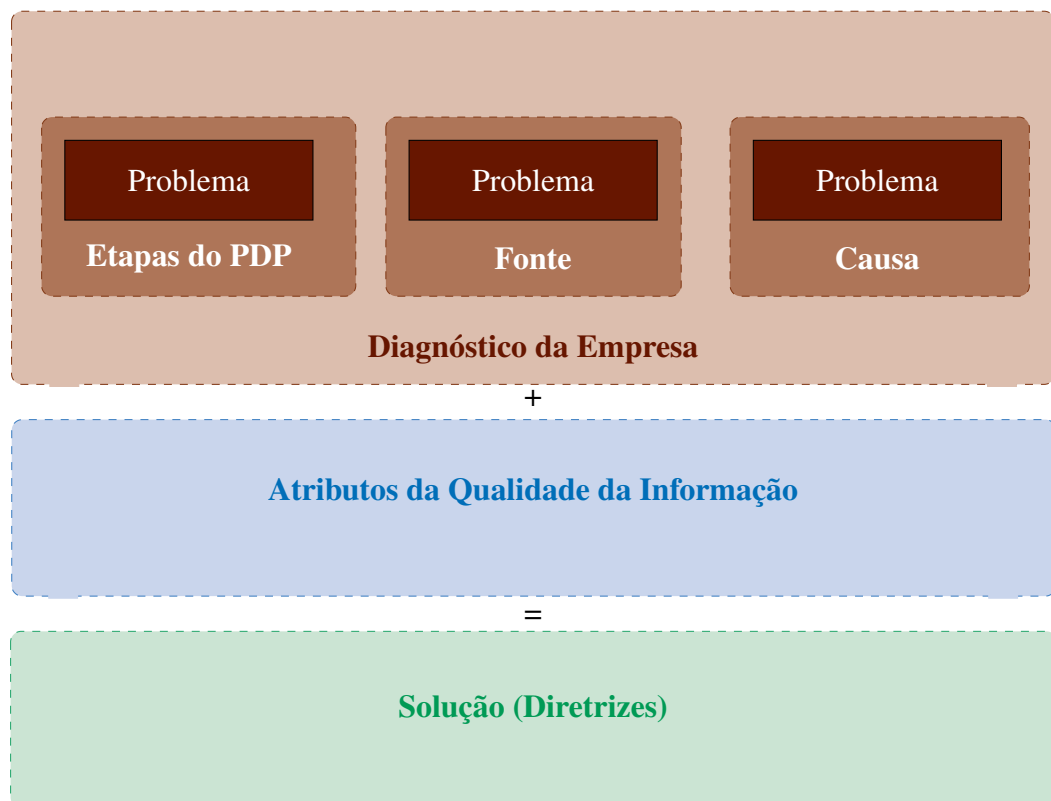 Problema
Problema
Problema
Etapas do PDP
Fonte
Causa
Diagnóstico da Empresa
+
Atributos da Qualidade da Informação
=
Solução (Diretrizes)